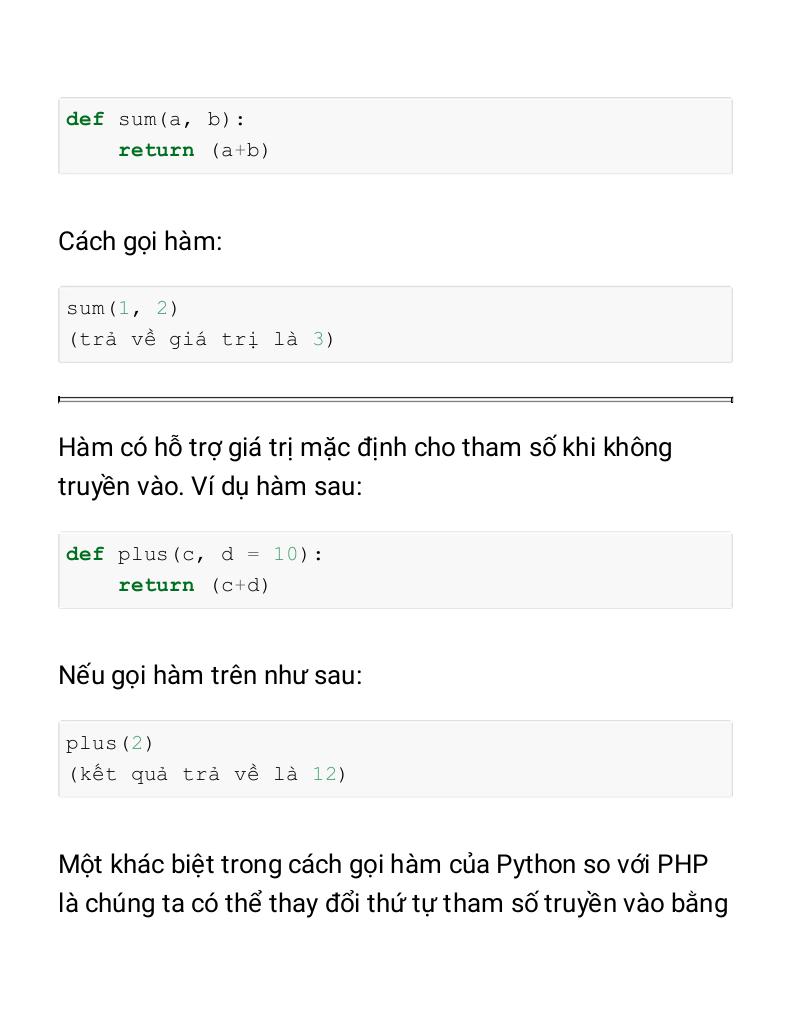 def sum(a, b):
    return (a+b)
Cách gọi hàm:
sum(1, 2)
(trả về giá trị là 3)
Hàm có hỗ trợ giá trị mặc định cho tham số khi không
truyền vào. Ví dụ hàm sau:
def plus(c, d = 10):
    return (c+d)
Nếu gọi hàm trên như sau:
plus(2)
(kết quả trả về là 12)
Một khác biệt trong cách gọi hàm của Python so với PHP
là chúng ta có thể thay đổi thứ tự tham số truyền vào bằng